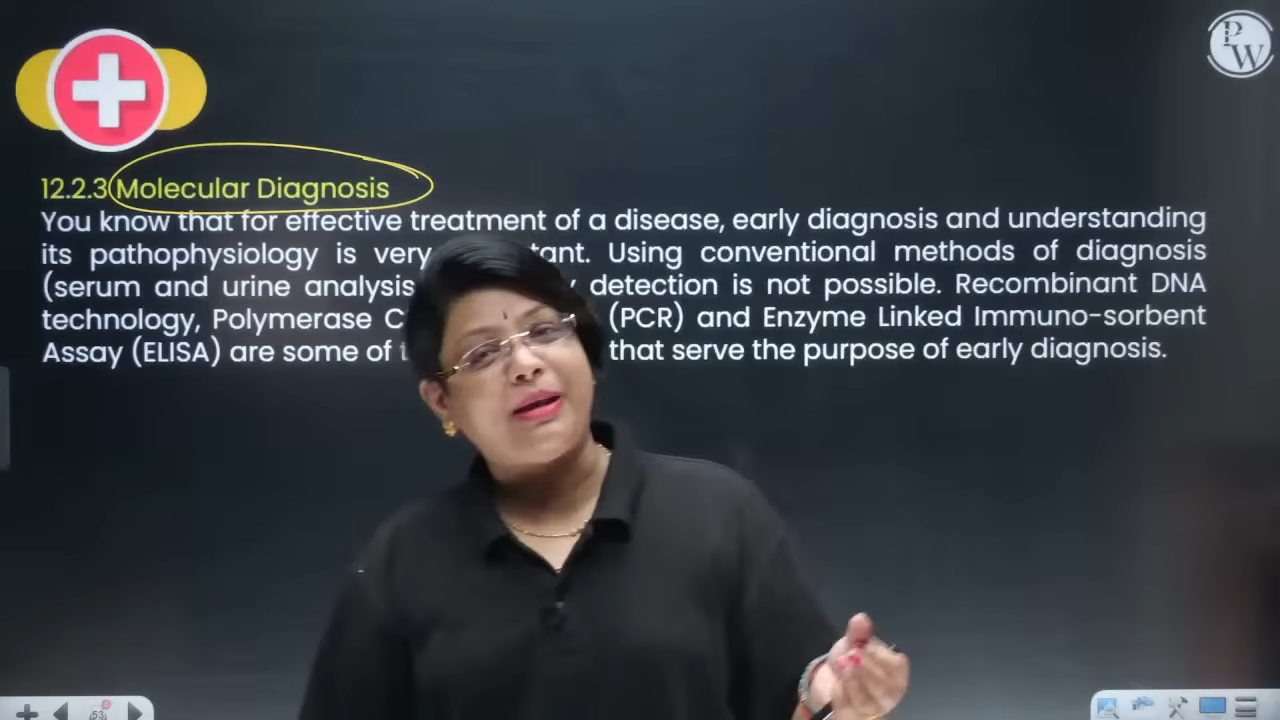 PW
12.2.3 Molecular Diagnosis
You know that for effective treatment of a disease, early diagnosis and understanding
its pathophysiology is very tant. Using conventional methods of diagnosis
(serum and urine analysis detection is not possible. Recombinant DNA
technology, Polymerase C (PCR) and Enzyme Linked Immuno-sorbent
Assay (ELISA) are some of that serve the purpose of early diagnosis.
53